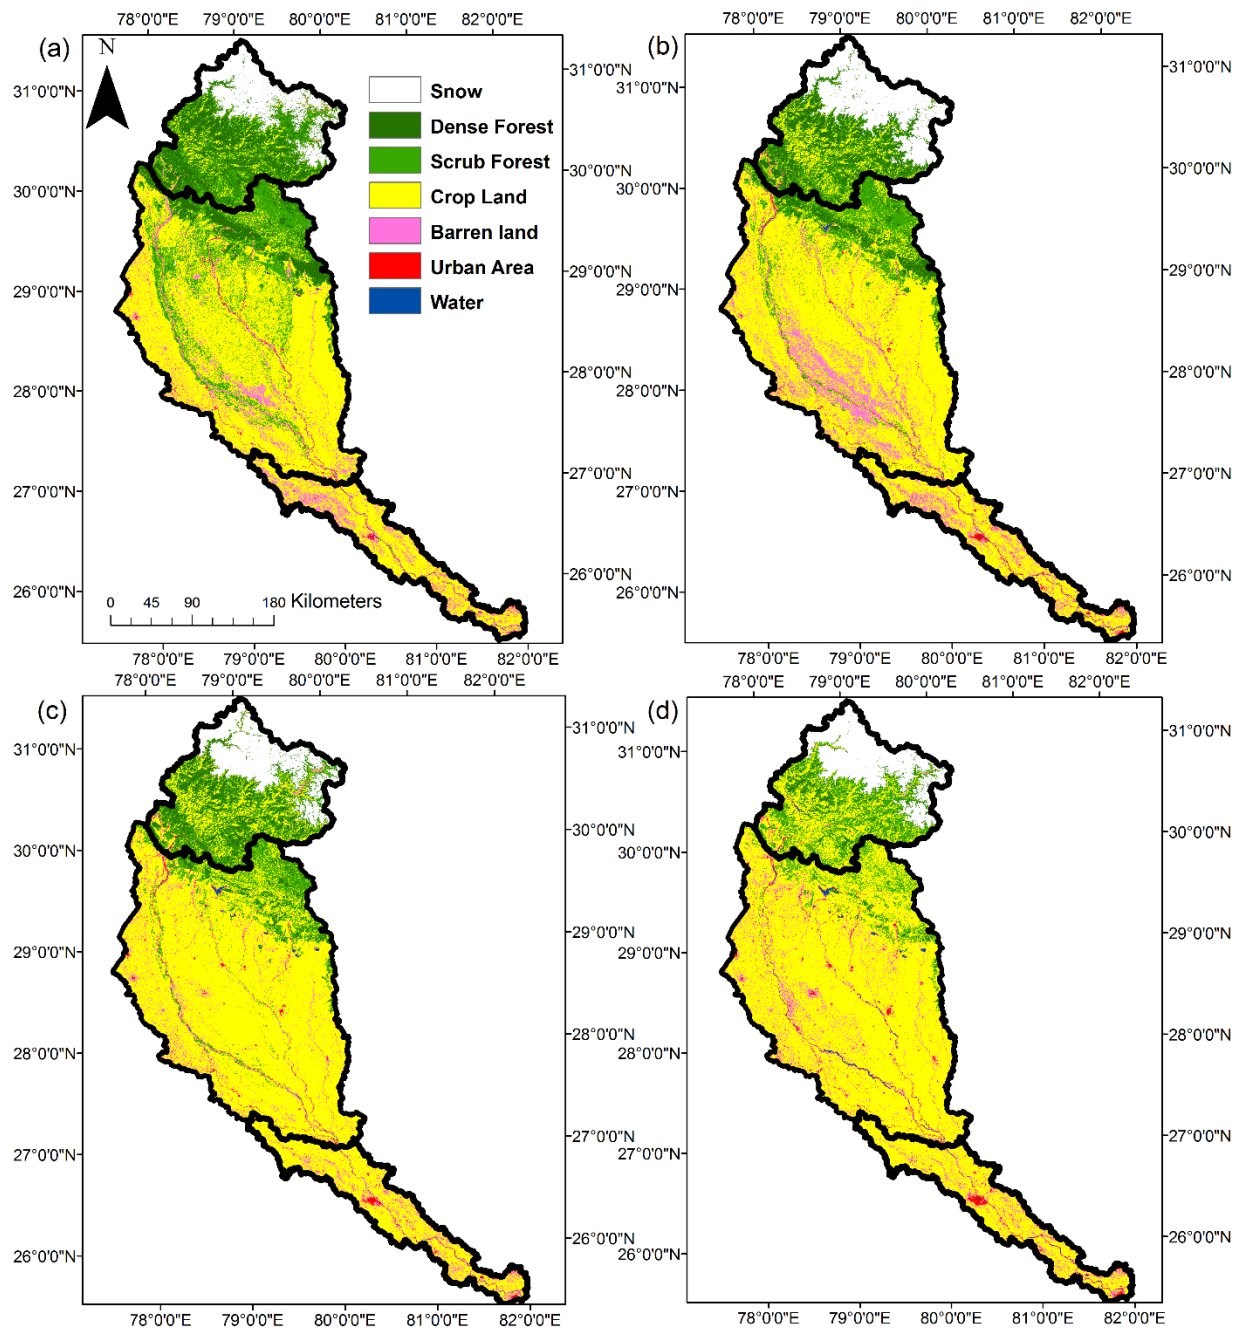 78°0'0"E 79°0'0"E 80°0'0"E 81°0'0"E 82°0'0"E
(a)
N
31°0'0"N
30°0'0"N
29°0'0"N
28°0'0"N
27°0'0"N
26°0'0"N
Snow
Dense Forest
Scrub Forest
Crop Land
Barren land
Urban Area
Water
31°0'0"N
30°0'0"N
29°0'0"N
28°0'0"N
27°0'0"N
26°0'0"N
0 45 90 180 Kilometers
78°0'0"E 79°0'0"E 80°0'0"E 81°0'0"E 82°0'0"E
78°0'0"E 79°0'0"E 80°0'0"E 81°0'0"E 82°0'0"E
(b)
31°0'0"N
30°0'0"N
29°0'0"N
28°0'0"N
27°0'0"N
26°0'0"N
31°0'0"N
30°0'0"N
29°0'0"N
28°0'0"N
27°0'0"N
26°0'0"N
78°0'0"E 79°0'0"E 80°0'0"E 81°0'0"E 82°0'0"E
78°0'0"E 79°0'0"E 80°0'0"E 81°0'0"E 82°0'0"E
(c)
31°0'0"N
30°0'0"N
29°0'0"N
28°0'0"N
27°0'0"N
26°0'0"N
31°0'0"N
30°0'0"N
29°0'0"N
28°0'0"N
27°0'0"N
26°0'0"N
78°0'0"E 79°0'0"E 80°0'0"E 81°0'0"E 82°0'0"E
78°0'0"E 79°0'0"E 80°0'0"E 81°0'0"E 82°0'0"E
(d)
31°0'0"N
30°0'0"N
29°0'0"N
28°0'0"N
27°0'0"N
26°0'0"N
31°0'0"N
30°0'0"N
29°0'0"N
28°0'0"N
27°0'0"N
26°0'0"N
78°0'0"E 79°0'0"E 80°0'0"E 81°0'0"E 82°0'0"E